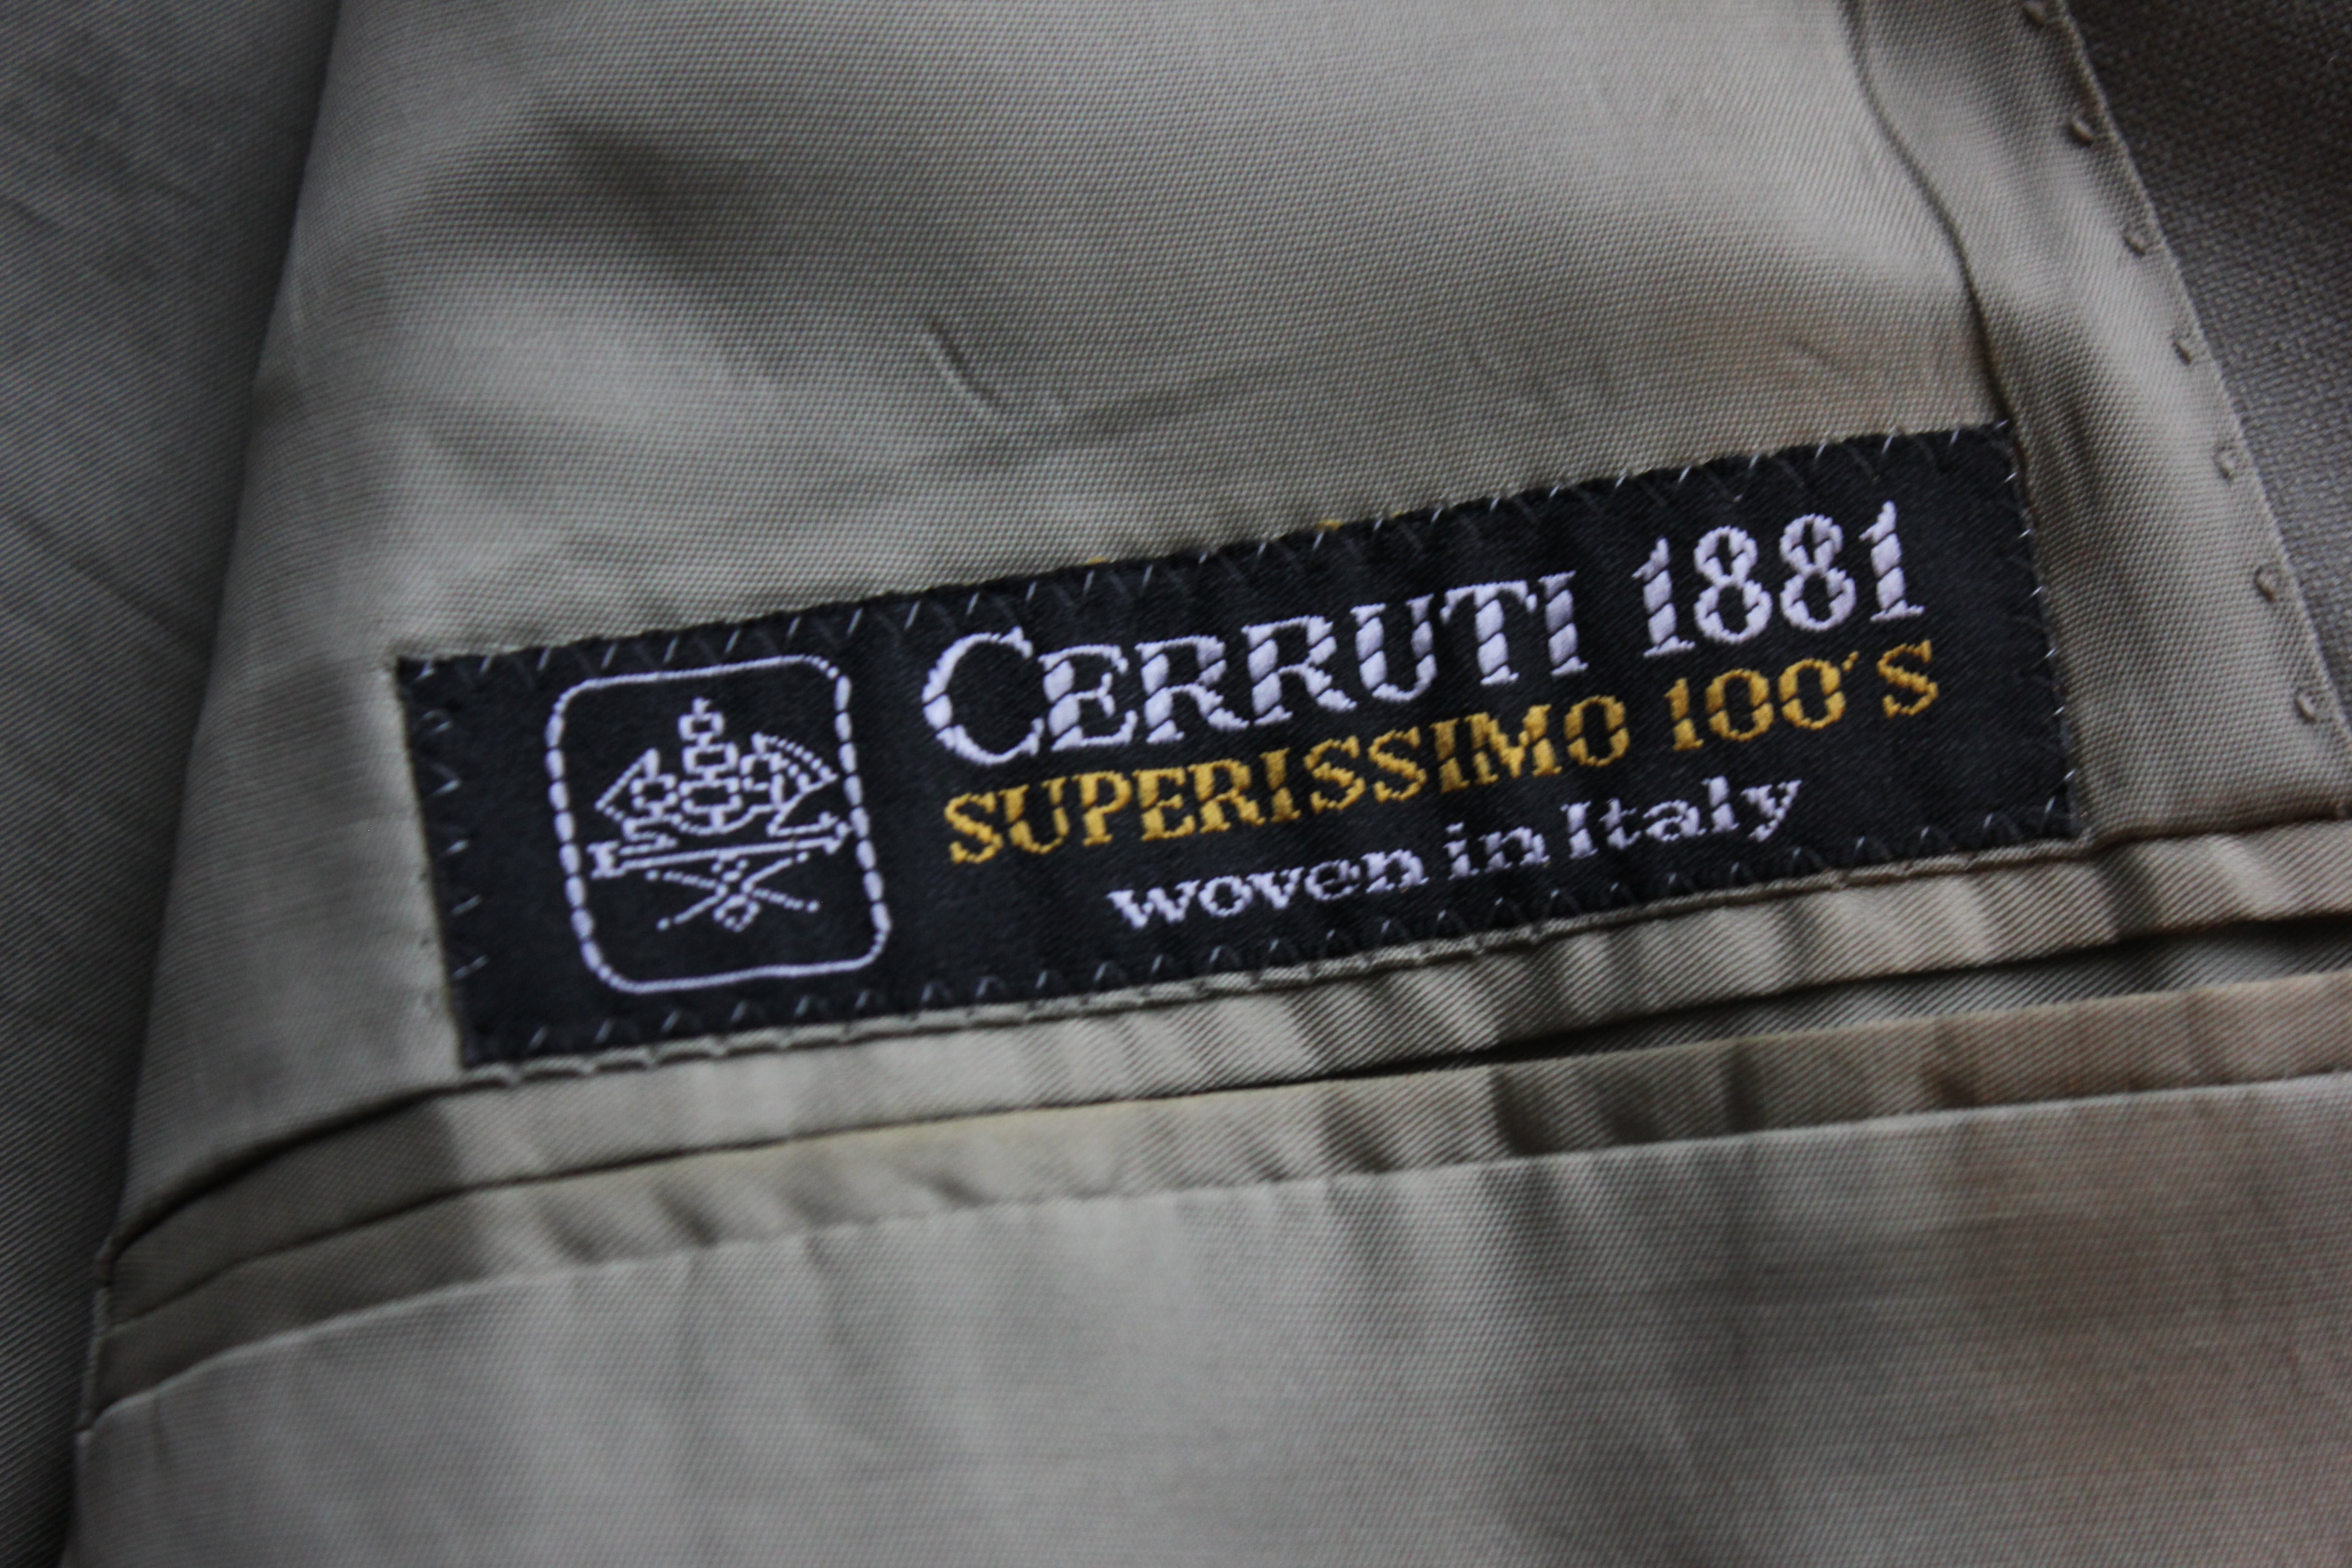 CERRUTI 1881
SUPERISSIMO 100'S
woven in Italy